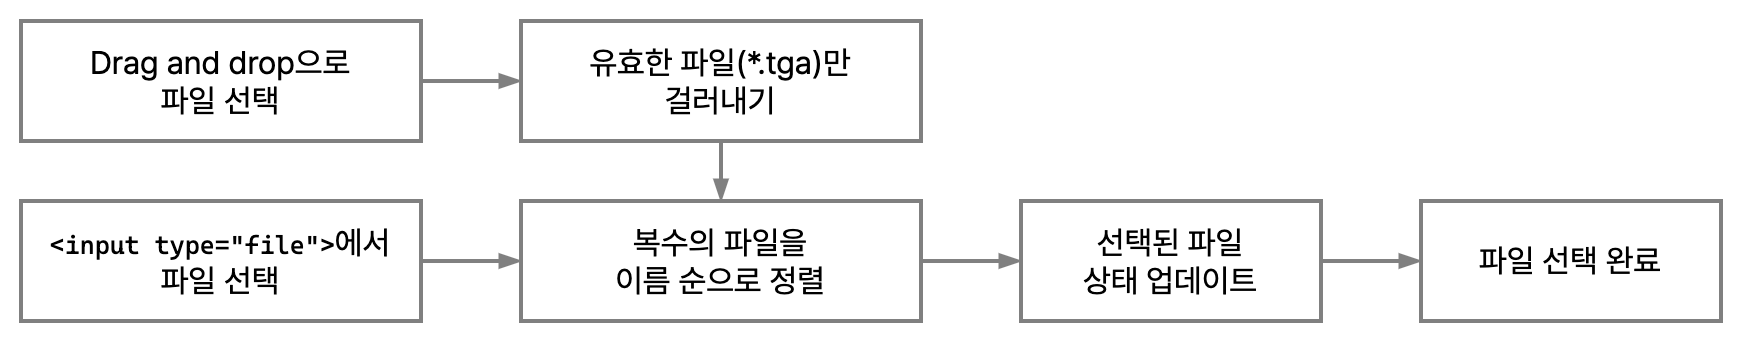 Drag and drop으로
파일 선택
유효한 파일(*.tga)만
걸러내기
<input type="file">에서
파일 선택
복수의 파일을
이름 순으로 정렬
선택된 파일
상태 업데이트
파일 선택 완료